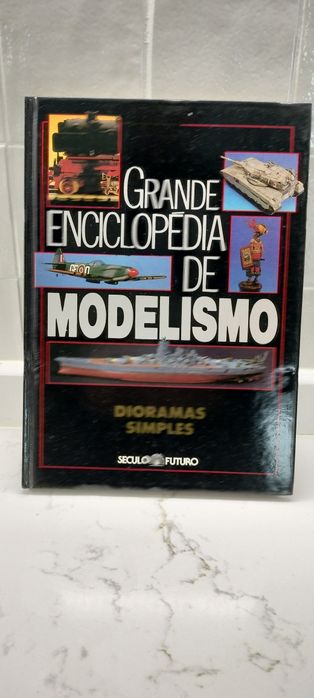 GRANDE
ENCICLOPÉDIA
DE
MODELISMO
DIORAMAS
SIMPLES
SECULO FUTURO